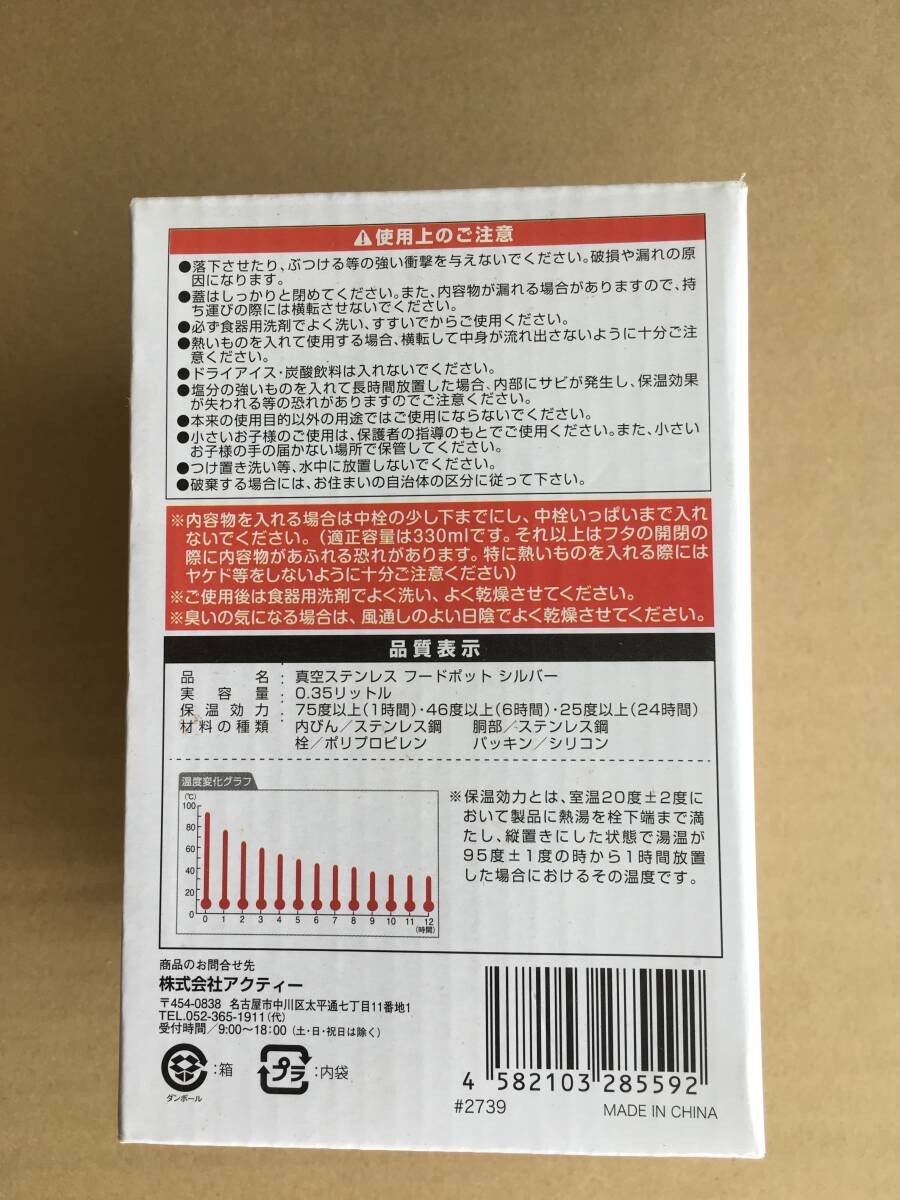 ⚠使用上のご注意
●落下させたり、ぶつける等の強い衝撃を与えないでください。破損や漏れの原
因になります。
●蓋はしっかりと閉めてください。また、内容物が漏れる場合がありますので、持
ち運びの際には横転させないでください。
●必ず食器用洗剤でよく洗い、すすいでからご使用ください。
●熱いものを入れて使用する場合、横転して中身が流れ出さないように十分ご注
意ください。
●ドライアイス・炭酸飲料は入れないでください。
●塩分の強いものを入れて長時間放置した場合、内部にサビが発生し、保温効果
が失われる等の恐れがありますのでご注意ください。
●本来の使用目的以外の用途ではご使用にならないでください。
●小さいお子様のご使用は、保護者の指導のもとでご使用ください。また、小さい
お子様の手の届かない場所で保管してください。
●つけ置き洗い等、水中に放置しないでください。
●破棄する場合には、お住まいの自治体の区分に従って下さい。
※内容物を入れる場合は中栓の少し下までにし、中栓いっぱいまで入れ
ないでください。(適正容量は330mlです。それ以上はフタの開閉の
際に内容物があふれる恐れがあります。特に熱いものを入れる際には
ヤケド等をしないように十分ご注意ください)
※ご使用後は食器用洗剤でよく洗い、よく乾燥させてください。
※臭いの気になる場合は、風通しのよい日陰でよく乾燥させてください。
品質表示
品名：真空ステンレス フードポット シルバー
実容量：0.35リットル
保温効力：75度以上(1時間)・46度以上(6時間)・25度以上(24時間)
材料の種類：内びん／ステンレス鋼 胴部／ステンレス鋼
栓／ポリプロピレン パッキン／シリコン
温度変化グラフ
(℃)
100
80
60
40
20
0
0 1 2 3 4 5 6 7 8 9 10 11 12
(時間)
※保温効力とは、室温20度±2度に
おいて製品に熱湯を栓下端まで満
たし、縦置きにした状態で湯温が
95度±1度の時から1時間放置
した場合におけるその温度です。
商品のお問合せ先
株式会社アクティー
〒454-0838 名古屋市中川区太平通七丁目11番地1
TEL.052-365-1911(代)
受付時間／9:00〜18:00 (土・日・祝日は除く)
ダンボール
：箱
プラ
：内袋
4 582103 285592
#2739
MADE IN CHINA